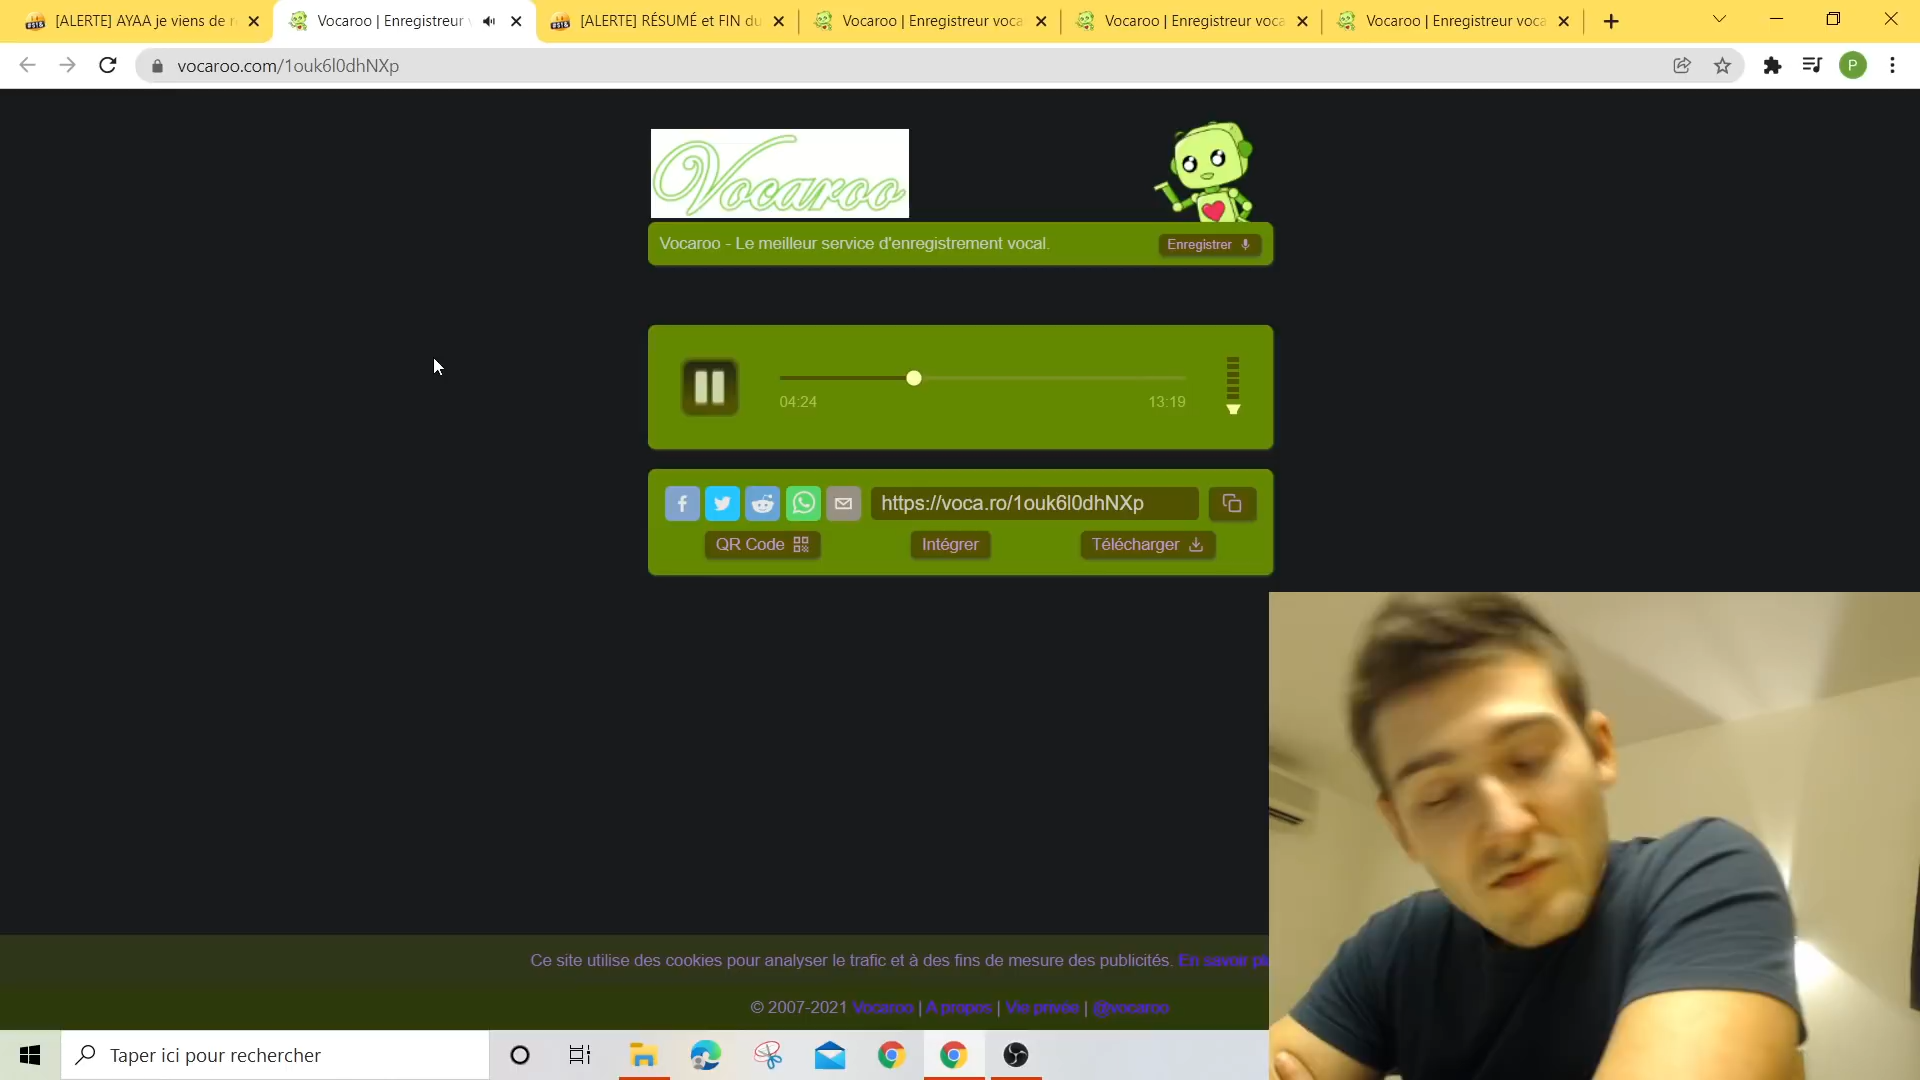 [ALERTE] AYAA je viens de r
Vocaroo | Enregistreur v
[ALERTE] RÉSUMÉ et FIN du
Vocaroo | Enregistreur voca
Vocaroo | Enregistreur voca
Vocaroo | Enregistreur voca
vocaroo.com/1ouk6l0dhNXp
P
Vocaroo
Vocaroo - Le meilleur service d'enregistrement vocal.
Enregistrer
04:24
13:19
https://voca.ro/1ouk6l0dhNXp
QR Code
Intégrer
Télécharger
Ce site utilise des cookies pour analyser le trafic et à des fins de mesure des publicités. En savoir plu
© 2007-2021 Vocaroo | A propos | Vie privée | @vocaroo
Taper ici pour rechercher